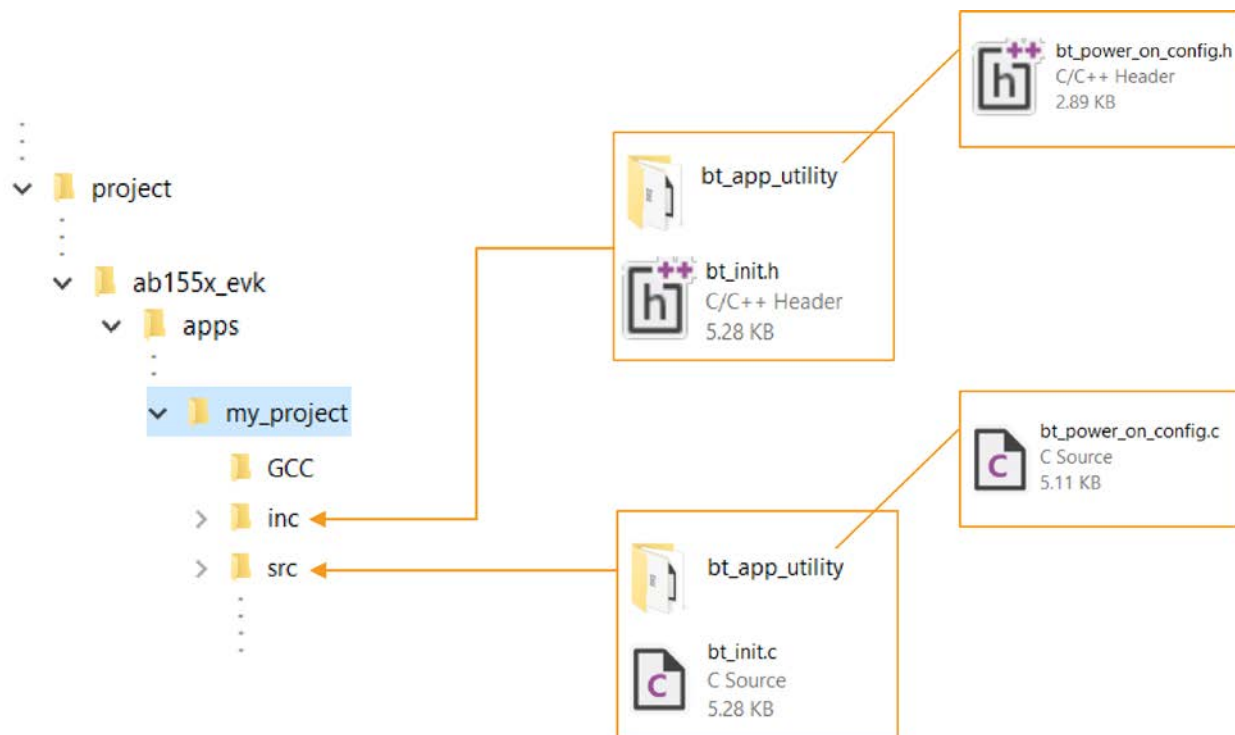 project
ab155x_evk
apps
my_project
GCC
inc
src
bt_app_utility
bt_init.h
C/C++ Header
5.28 KB
bt_power_on_config.h
C/C++ Header
2.89 KB
bt_app_utility
bt_init.c
C Source
5.28 KB
bt_power_on_config.c
C Source
5.11 KB